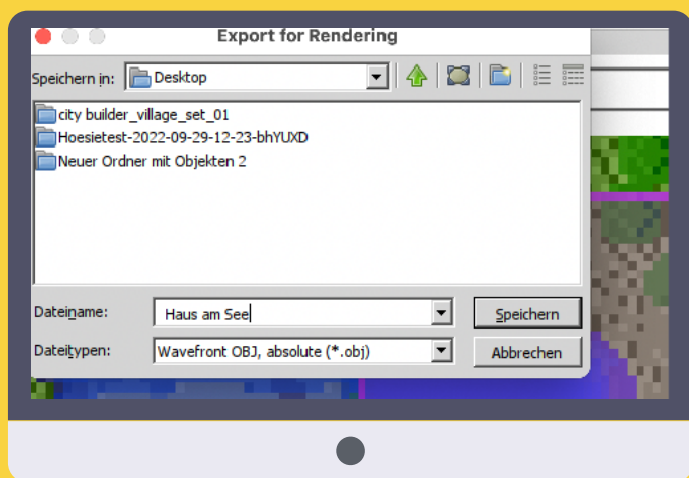 Export for Rendering
Speichern in: Desktop
city builder_village_set_01
Hoesietest-2022-09-29-12-23-bhYUXD
Neuer Ordner mit Objekten 2
Dateiname: Haus am See Speichern
Dateitypen: Wavefront OBJ, absolute (*.obj) Abbrechen